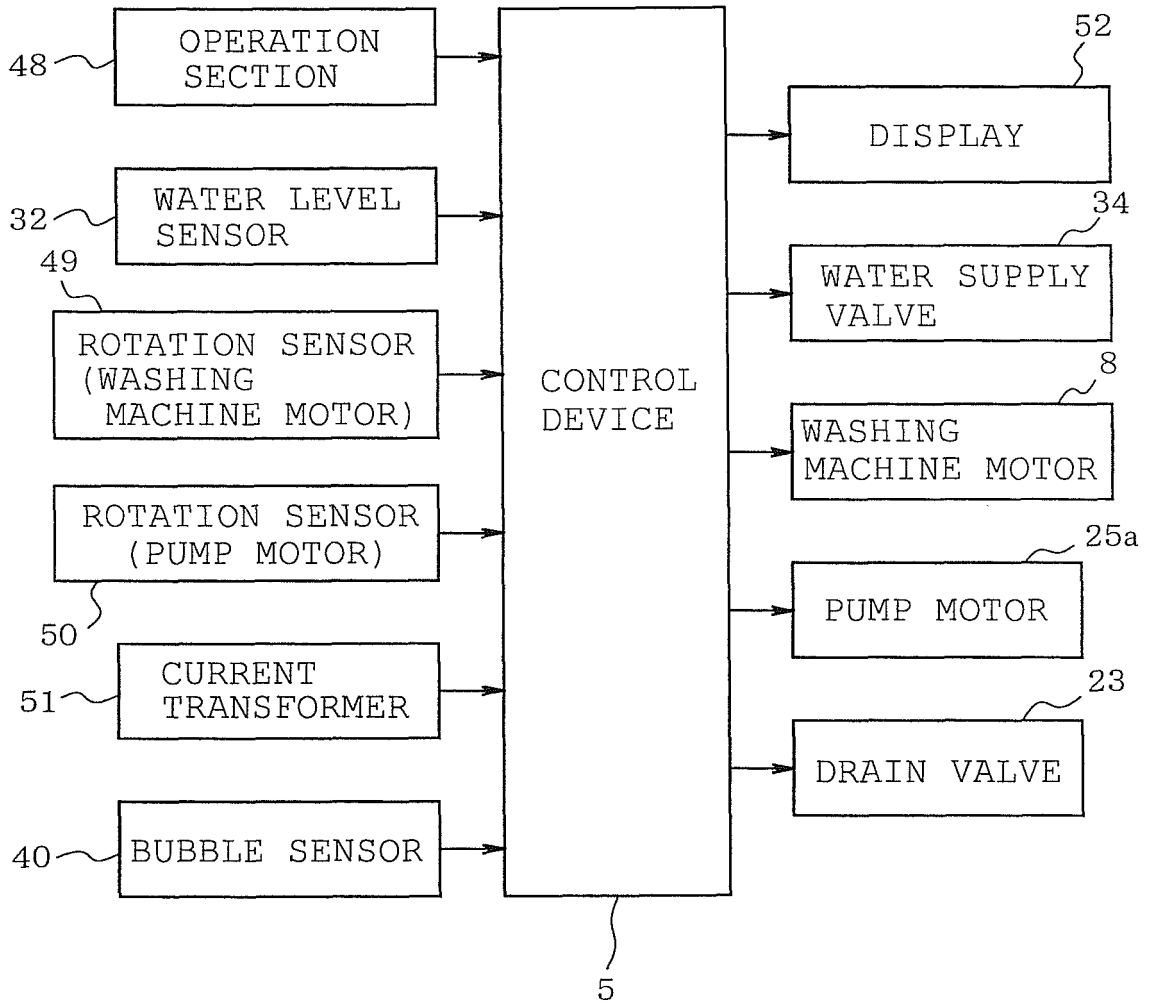 48
OPERATION
SECTION
32
WATER LEVEL
SENSOR
49
ROTATION SENSOR
(WASHING
MACHINE MOTOR)
50
ROTATION SENSOR
(PUMP MOTOR)
51
CURRENT
TRANSFORMER
40
BUBBLE SENSOR
CONTROL
DEVICE
5
52
DISPLAY
34
WATER SUPPLY
VALVE
8
WASHING
MACHINE MOTOR
25a
PUMP MOTOR
23
DRAIN VALVE